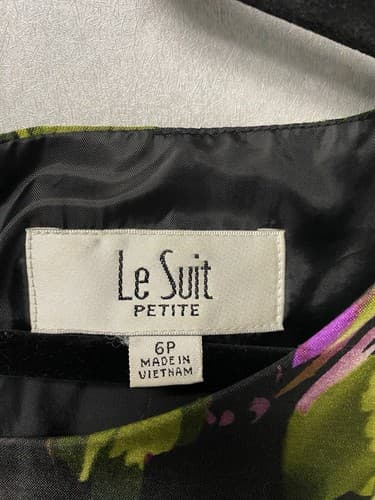 Le Suit
PETITE
6P
MADE IN
VIETNAM